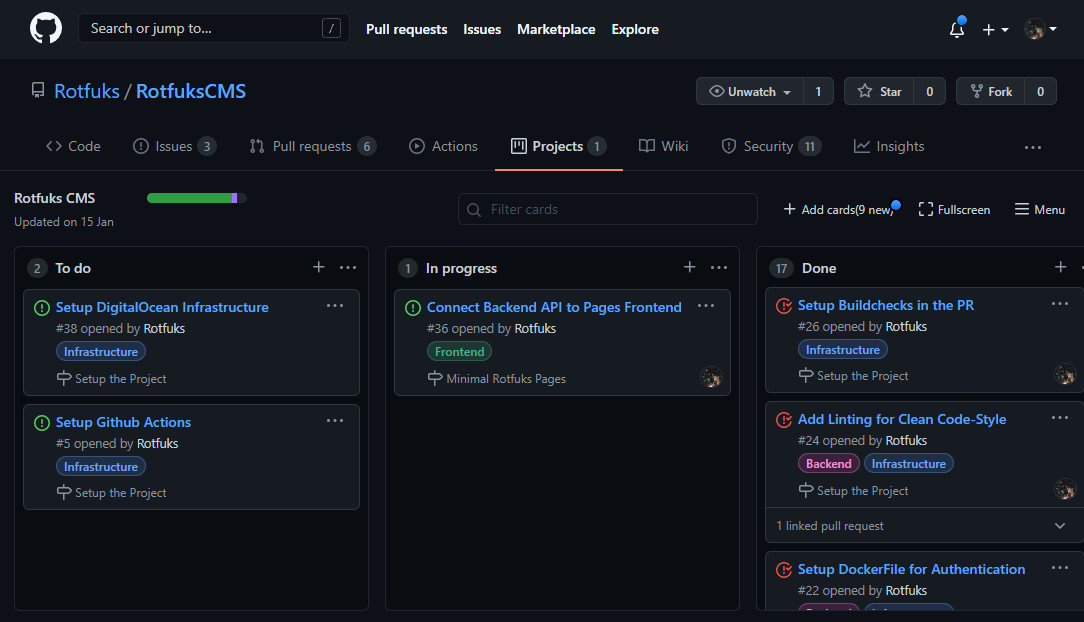 Search or jump to... /
Pull requests Issues Marketplace Explore
Rotfuks / RotfuksCMS
Unwatch 1 Star 0 Fork 0
Code Issues 3 Pull requests 6 Actions Projects 1 Wiki Security 11 Insights ...
Rotfuks CMS
Updated on 15 Jan
Filter cards
Add cards(9 new) Fullscreen Menu
2 To do
Setup DigitalOcean Infrastructure
#38 opened by Rotfuks
Infrastructure
Setup the Project
Setup Github Actions
#5 opened by Rotfuks
Infrastructure
Setup the Project
1 In progress
Connect Backend API to Pages Frontend
#36 opened by Rotfuks
Frontend
Minimal Rotfuks Pages
17 Done
Setup Buildchecks in the PR
#26 opened by Rotfuks
Infrastructure
Setup the Project
Add Linting for Clean Code-Style
#24 opened by Rotfuks
Backend Infrastructure
Setup the Project
1 linked pull request
Setup DockerFile for Authentication
#22 opened by Rotfuks